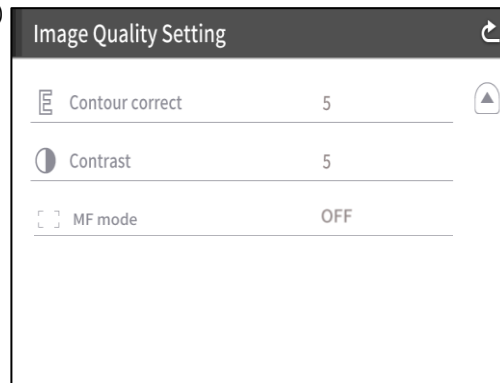 )
Image Quality Setting
Contour correct 5
Contrast 5
MF mode OFF